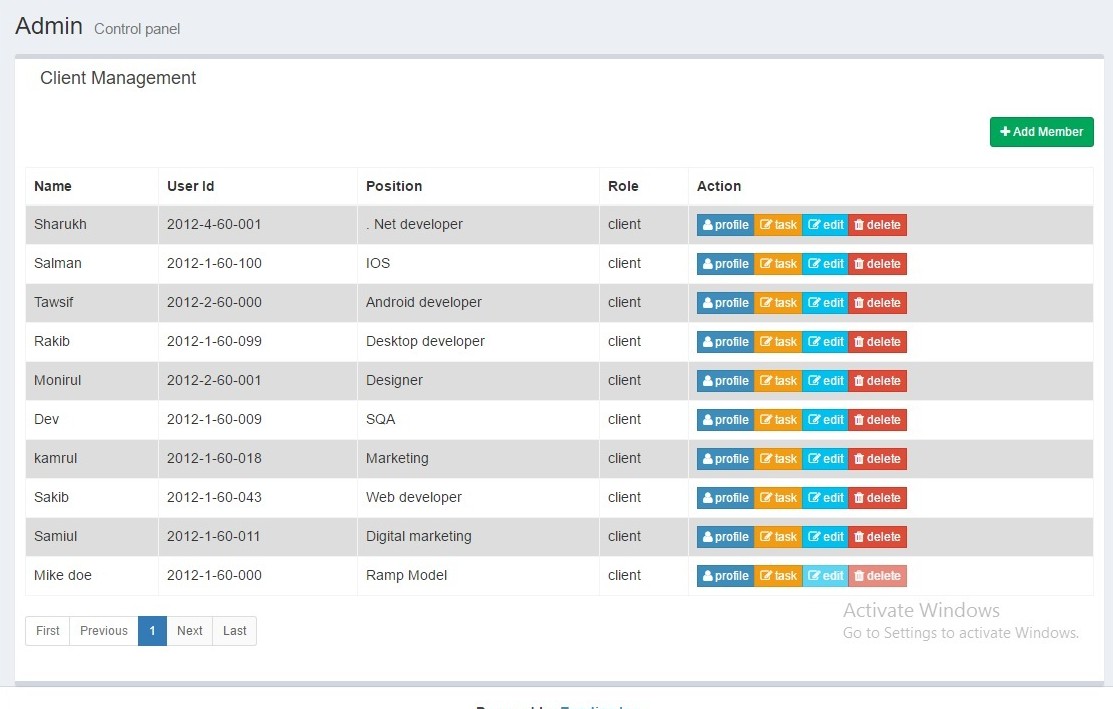 Admin Control panel
Client Management
Add Member
Name User Id Position Role Action
Sharukh 2012-4-60-001 . Net developer client profile task edit delete
Salman 2012-1-60-100 IOS client profile task edit delete
Tawsif 2012-2-60-000 Android developer client profile task edit delete
Rakib 2012-1-60-099 Desktop developer client profile task edit delete
Monirul 2012-2-60-001 Designer client profile task edit delete
Dev 2012-1-60-009 SQA client profile task edit delete
kamrul 2012-1-60-018 Marketing client profile task edit delete
Sakib 2012-1-60-043 Web developer client profile task edit delete
Samiul 2012-1-60-011 Digital marketing client profile task edit delete
Mike doe 2012-1-60-000 Ramp Model client profile task edit delete
Activate Windows
Go to Settings to activate Windows.
First Previous 1 Next Last